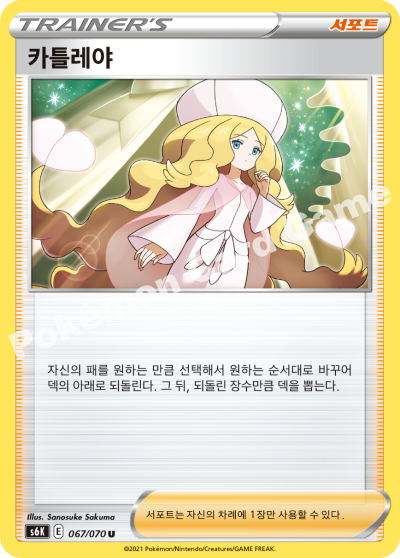 TRAINER'S
서포트
카틀레야
Pokémon Card Game
자신의 패를 원하는 만큼 선택해서 원하는 순서대로 바꾸어
덱의 아래로 되돌린다. 그 뒤, 되돌린 장수만큼 덱을 뽑는다.
Illus. Sanosuke Sakuma
s6K E 067/070 U
서포트는 자신의 차례에 1장만 사용할 수 있다.
©2021 Pokémon/Nintendo/Creatures/GAME FREAK.